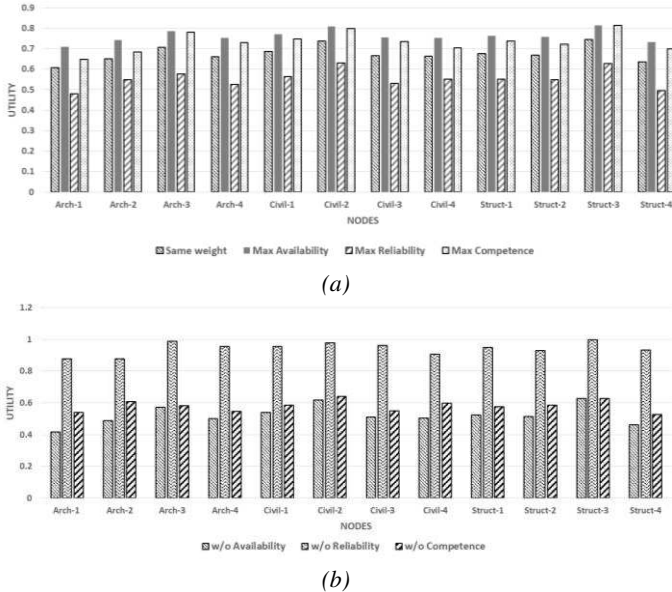 0.9
0.8
0.7
0.6
0.5
0.4
0.3
0.2
0.1
0
UTILITY
Arch-1 Arch-2 Arch-3 Arch-4 Civil-1 Civil-2 Civil-3 Civil-4 Struct-1 Struct-2 Struct-3 Struct-4
NODES
Same weight Max Availability Max Reliability Max Competence
(a)
1.2
1
0.8
0.6
0.4
0.2
0
UTILITY
Arch-1 Arch-2 Arch-3 Arch-4 Civil-1 Civil-2 Civil-3 Civil-4 Struct-1 Struct-2 Struct-3 Struct-4
NODES
w/o Availability w/o Reliability w/o Competence
(b)